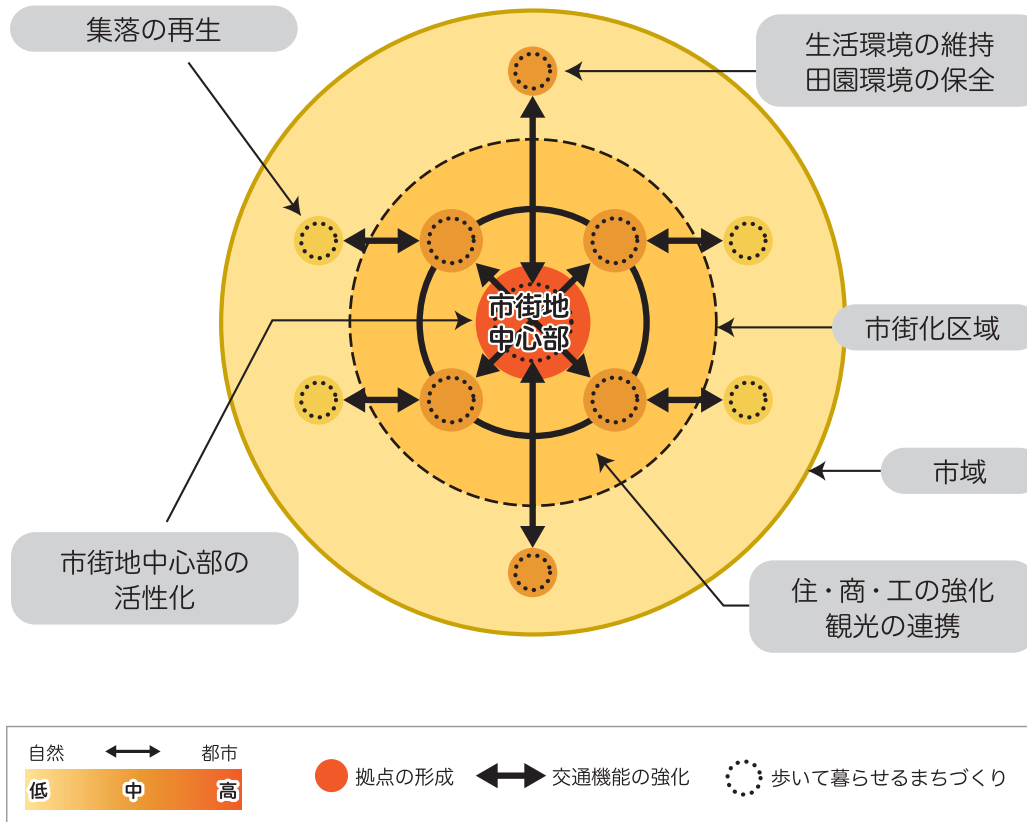 集落の再生
生活環境の維持
田園環境の保全
市街地
中心部
市街化区域
市域
市街地中心部の
活性化
住・商・工の強化
観光の連携
自然
都市
低
中
高
拠点の形成
交通機能の強化
歩いて暮らせるまちづくり